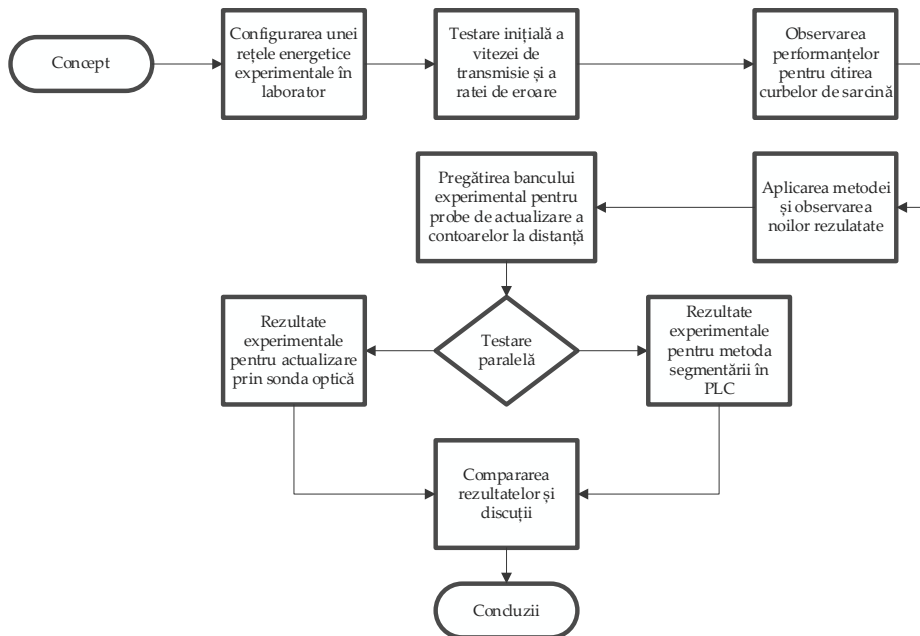 Concept
Configurarea unei
rețele energetice
experimentale în
laborator
Testare inițială a
vitezei de
transmisie și a
ratei de eroare
Observarea
performanțelor
pentru citirea
curbelor de sarcină
Aplicarea metodei
și observarea
noilor rezulatate
Pregătirea bancului
experimental pentru
probe de actualizare a
contoarelor la distanță
Testare
paralelă
Rezultate
experimentale
pentru actualizare
prin sonda optică
Rezultate
experimentale
pentru metoda
segmentării în
PLC
Compararea
rezultatelor și
discuții
Concluzii